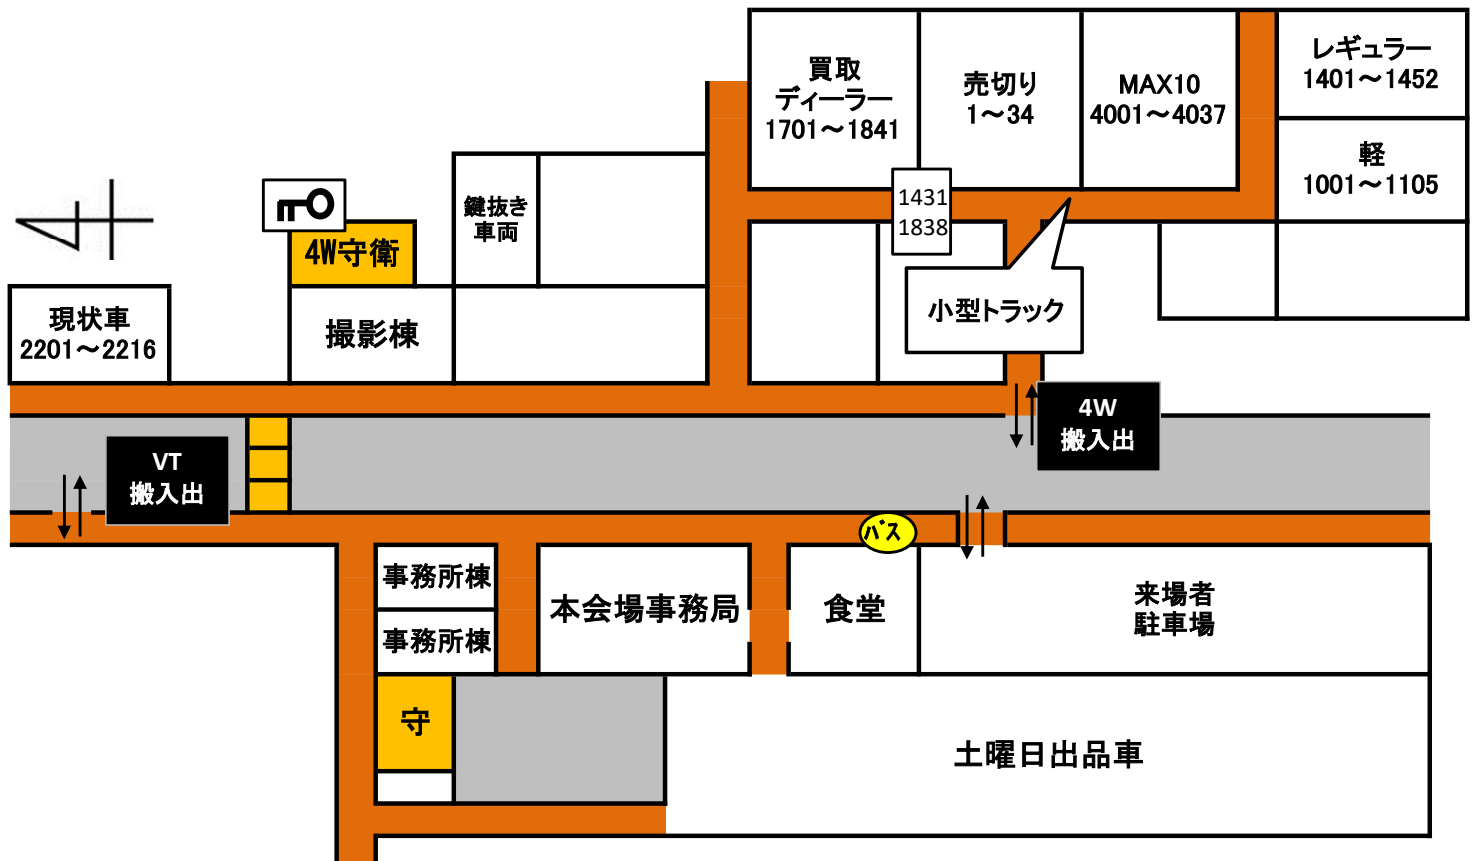 買取
ディーラー
1701～1841
売切り
1～34
MAX10
4001～4037
レギュラー
1401～1452
軽
1001～1105
1431
1838
鍵抜き
車両
4W守衛
現状車
2201～2216
撮影棟
小型トラック
4W
搬入出
VT
搬入出
バス
事務所棟
事務所棟
本会場事務局
食堂
来場者
駐車場
守
土曜日出品車